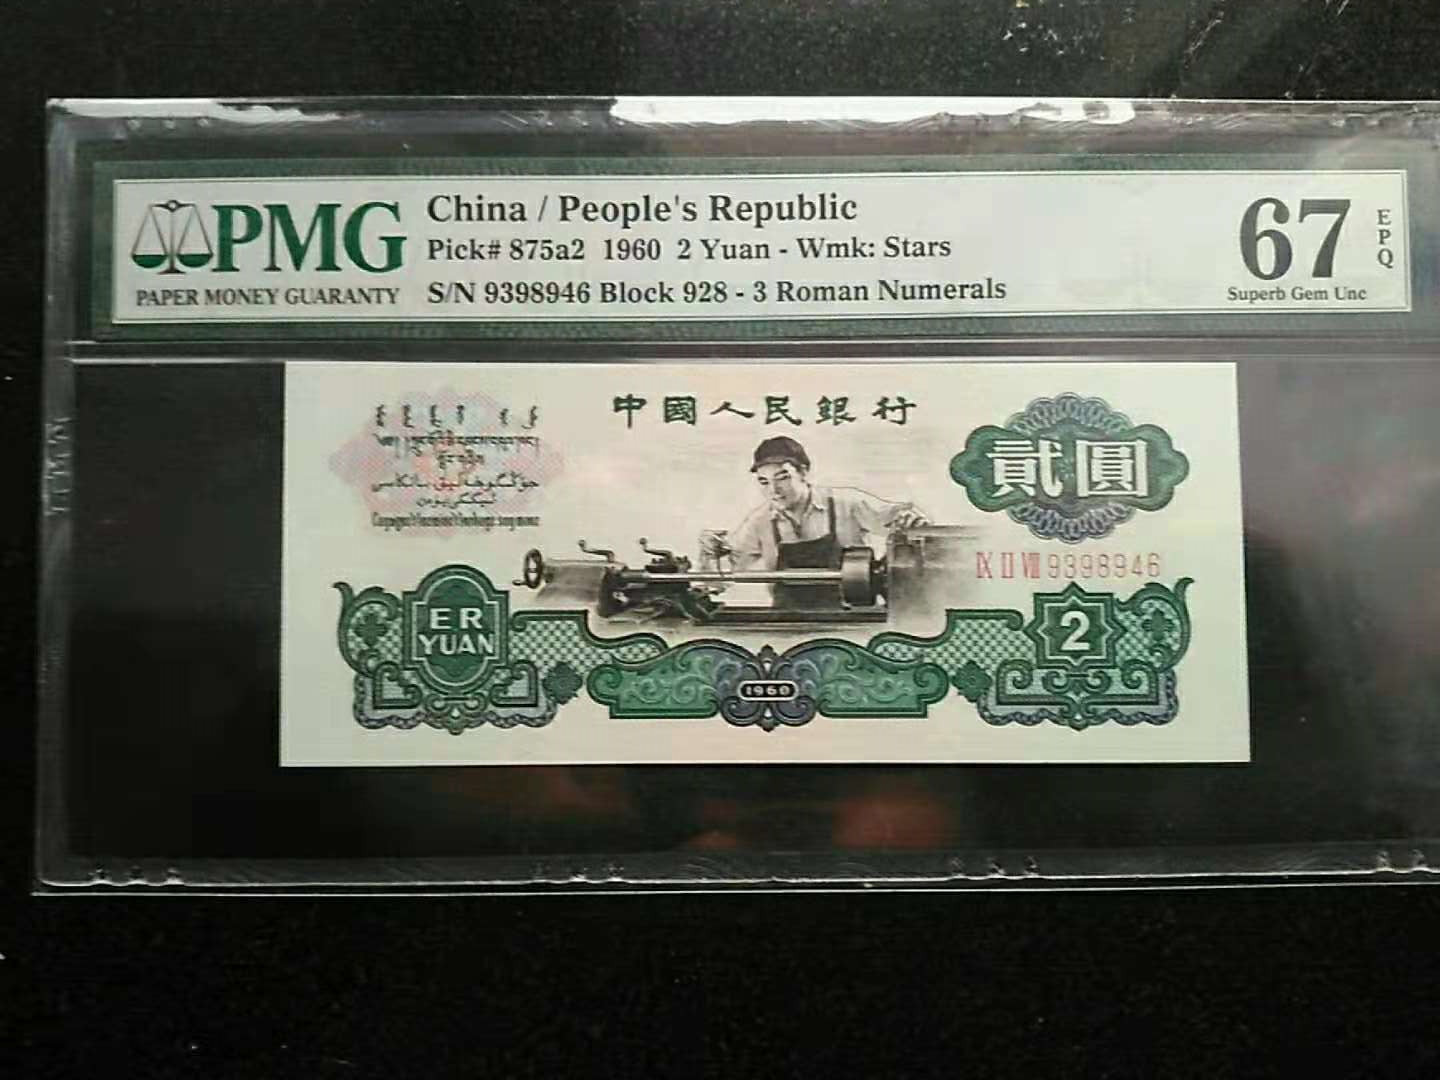 PMG
PAPER MONEY GUARANTY
China / People's Republic
Pick# 875a2 1960 2 Yuan - Wmk: Stars
S/N 9398946 Block 928 - 3 Roman Numerals
67
EPQ
Superb Gem Unc
中國人民銀行
貳圓
IX II VIII 9398946
ER
YUAN
1960
2